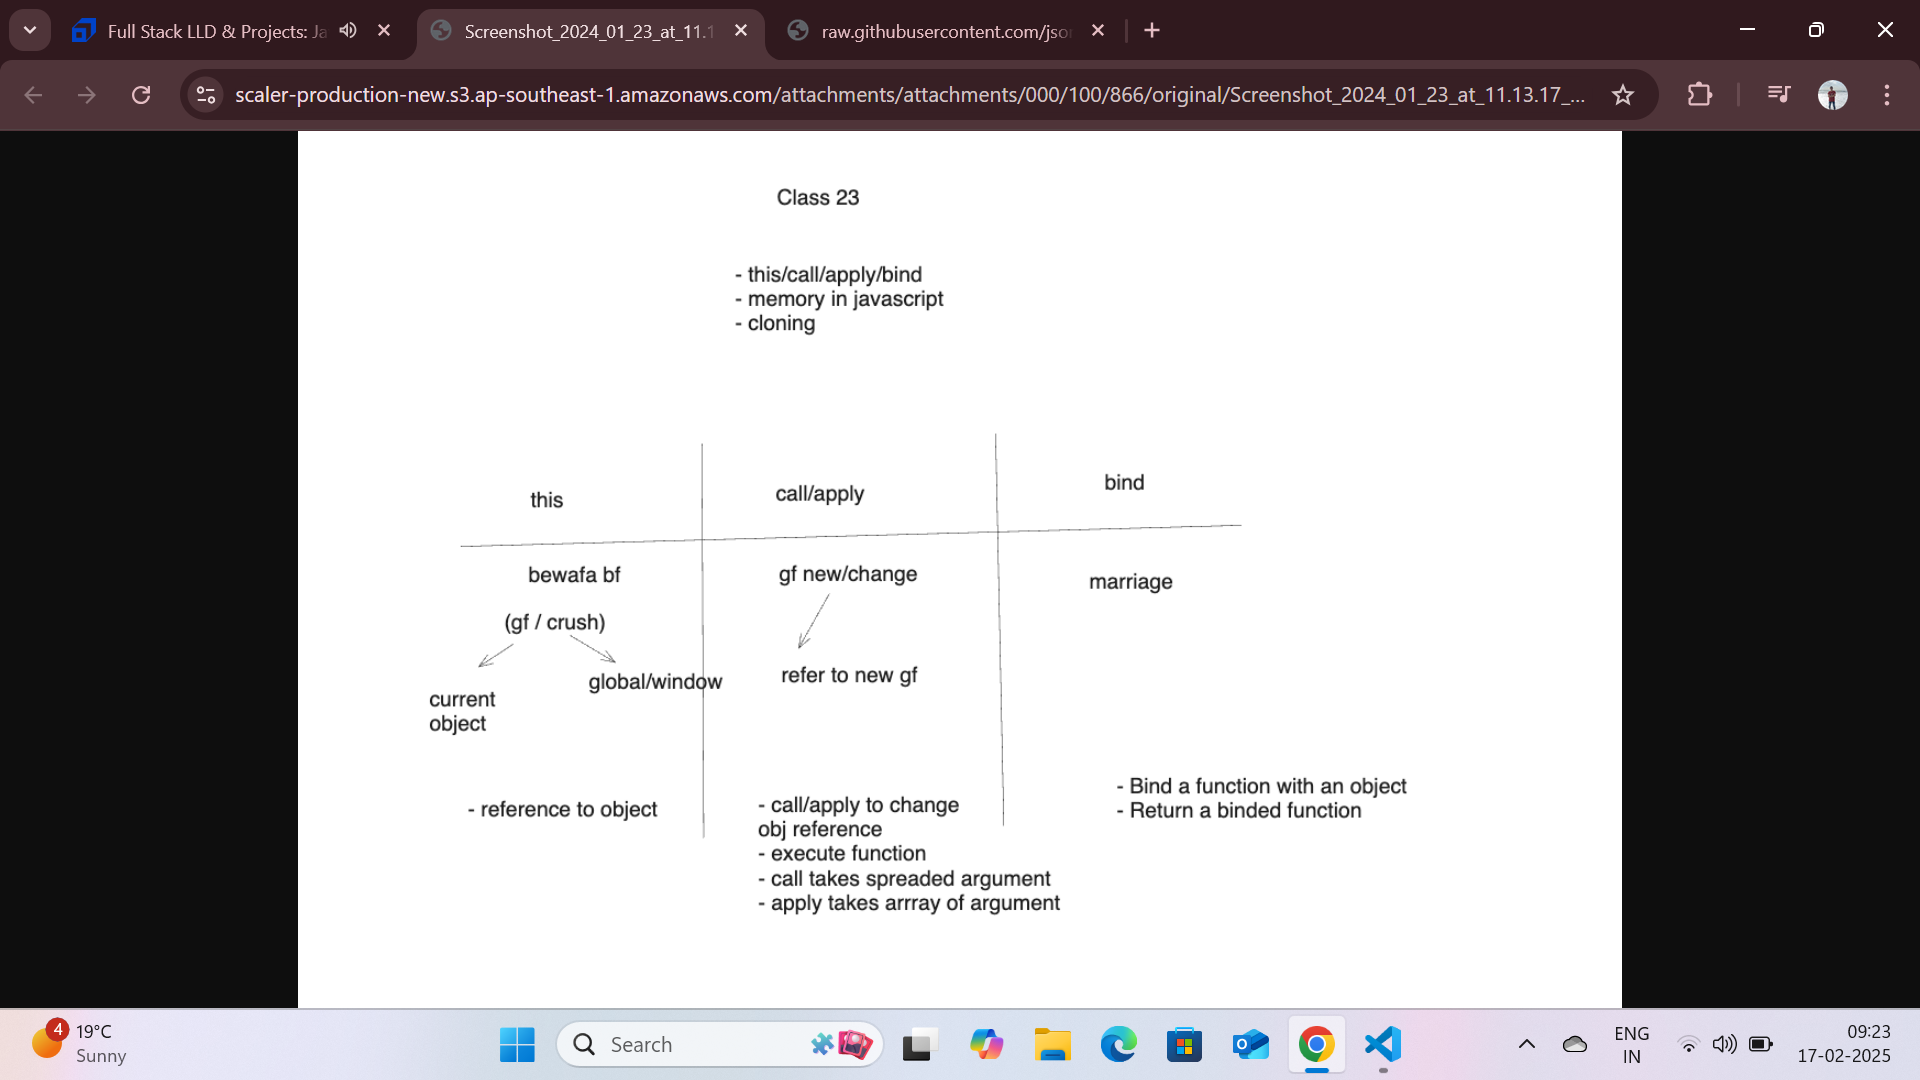 Full Stack LLD & Projects: Ja
Screenshot_2024_01_23_at_11.1
raw.githubusercontent.com/jso
scaler-production-new.s3.ap-southeast-1.amazonaws.com/attachments/attachments/000/100/866/original/Screenshot_2024_01_23_at_11.13.17_...
Class 23
- this/call/apply/bind
- memory in javascript
- cloning
this
call/apply
bind
bewafa bf
gf new/change
marriage
(gf / crush)
current
object
global/window
refer to new gf
- reference to object
- call/apply to change
obj reference
- execute function
- call takes spreaded argument
- apply takes arrray of argument
- Bind a function with an object
- Return a binded function
4
19°C
Sunny
Search
ENG
IN
09:23
17-02-2025